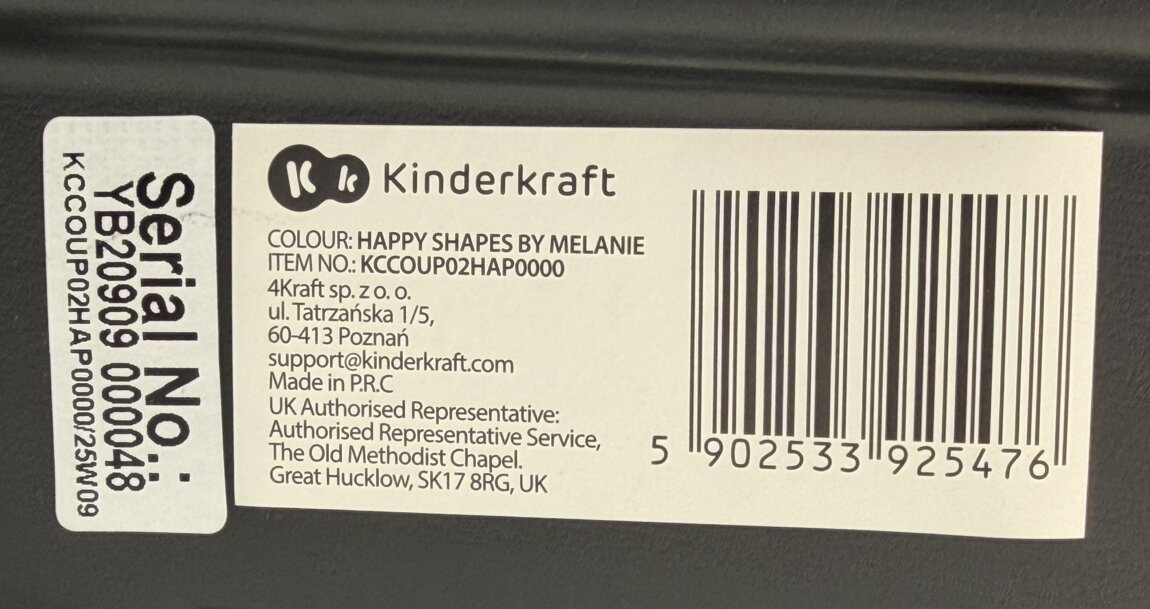 Serial No.:
YB20909 0000048
KCCOUP02HAP0000/25W09
Kinderkraft
COLOUR: HAPPY SHAPES BY MELANIE
ITEM NO.: KCCOUP02HAP0000
4Kraft sp. z o. o.
ul. Tatrzańska 1/5,
60-413 Poznań
support@kinderkraft.com
Made in P.R.C
UK Authorised Representative:
Authorised Representative Service,
The Old Methodist Chapel.
Great Hucklow, SK17 8RG, UK
5 902533 925476